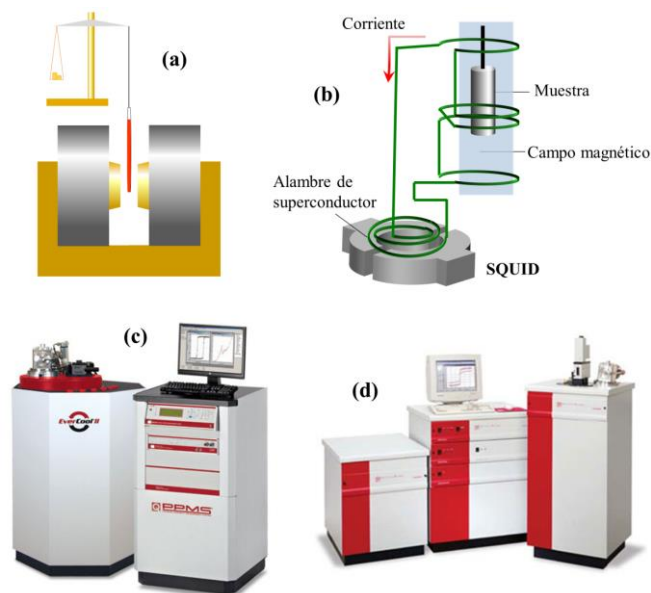 (a)
Corriente
(b)
Muestra
Campo magnético
Alambre de
superconductor
SQUID
(c)
EverCool II
PPMS
(d)